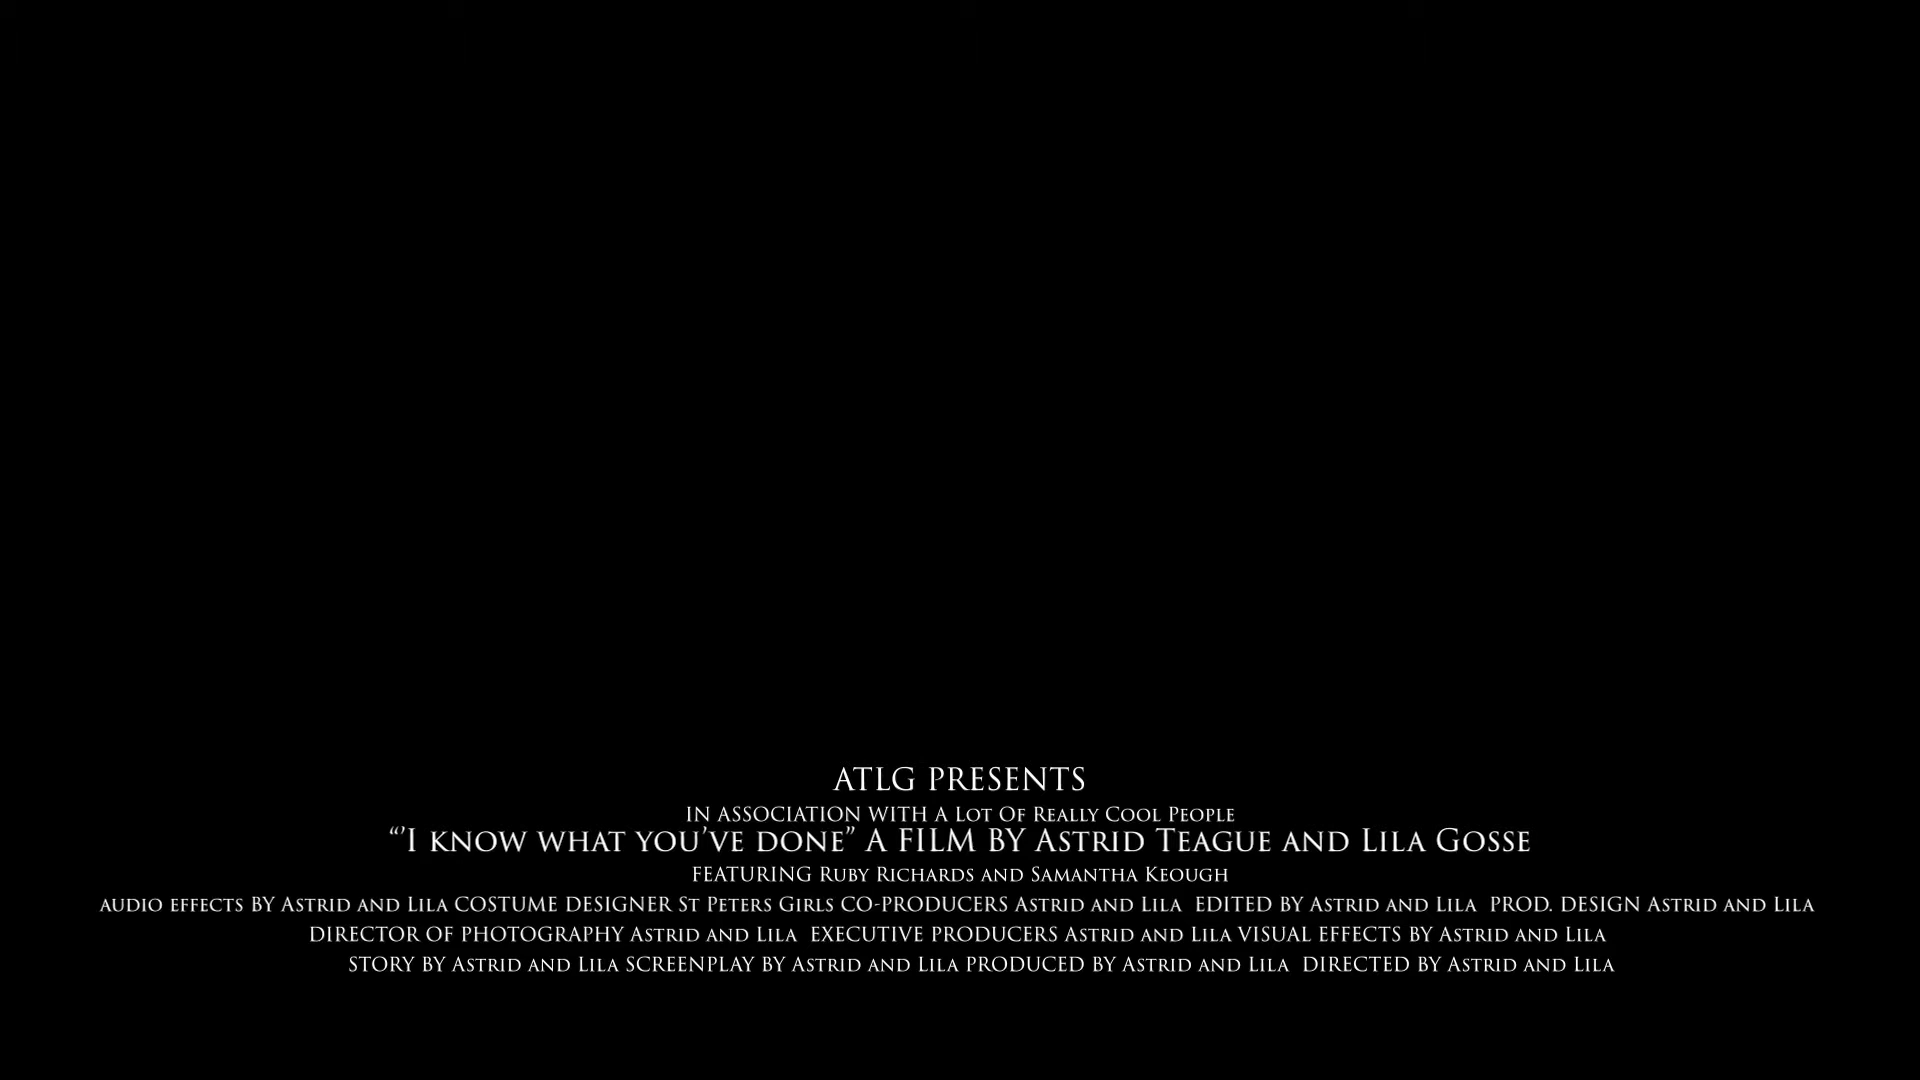 ATLG PRESENTS
IN ASSOCIATION WITH A Lot Of Really Cool People
“’I know what you’ve done” A FILM BY Astrid Teague and Lila Gosse
FEATURING Ruby Richards and Samantha Keough
audio effects BY Astrid and Lila COSTUME DESIGNER St Peters Girls CO-PRODUCERS Astrid and Lila EDITED BY Astrid and Lila PROD. DESIGN Astrid and Lila
DIRECTOR OF PHOTOGRAPHY Astrid and Lila EXECUTIVE PRODUCERS Astrid and Lila VISUAL EFFECTS BY Astrid and Lila
STORY BY Astrid and Lila SCREENPLAY BY Astrid and Lila PRODUCED BY Astrid and Lila DIRECTED BY Astrid and Lila